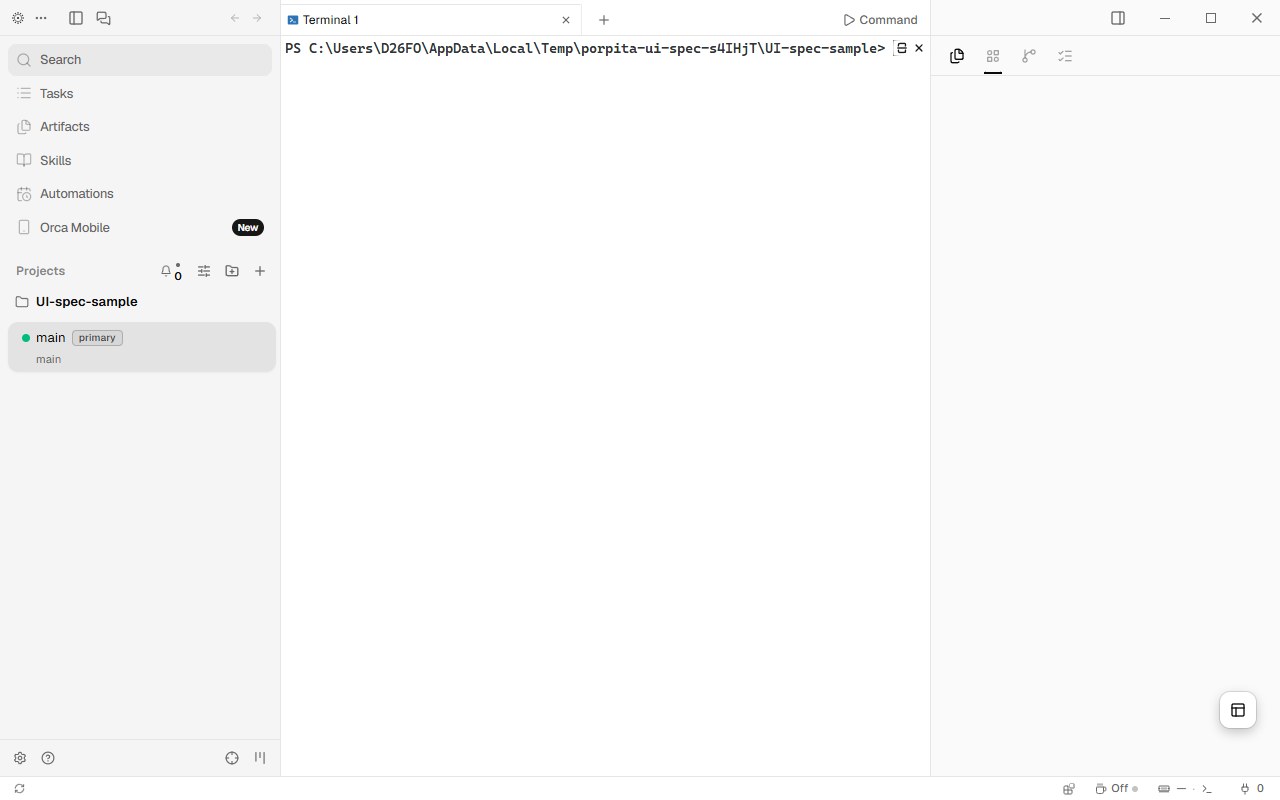 Terminal 1
Command
PS C:\Users\D26FO\AppData\Local\Temp\porpita-ui-spec-s4IHjT\UI-spec-sample>
Search
Tasks
Artifacts
Skills
Automations
Orca Mobile New
Projects 0
UI-spec-sample
main primary
main
Off 0